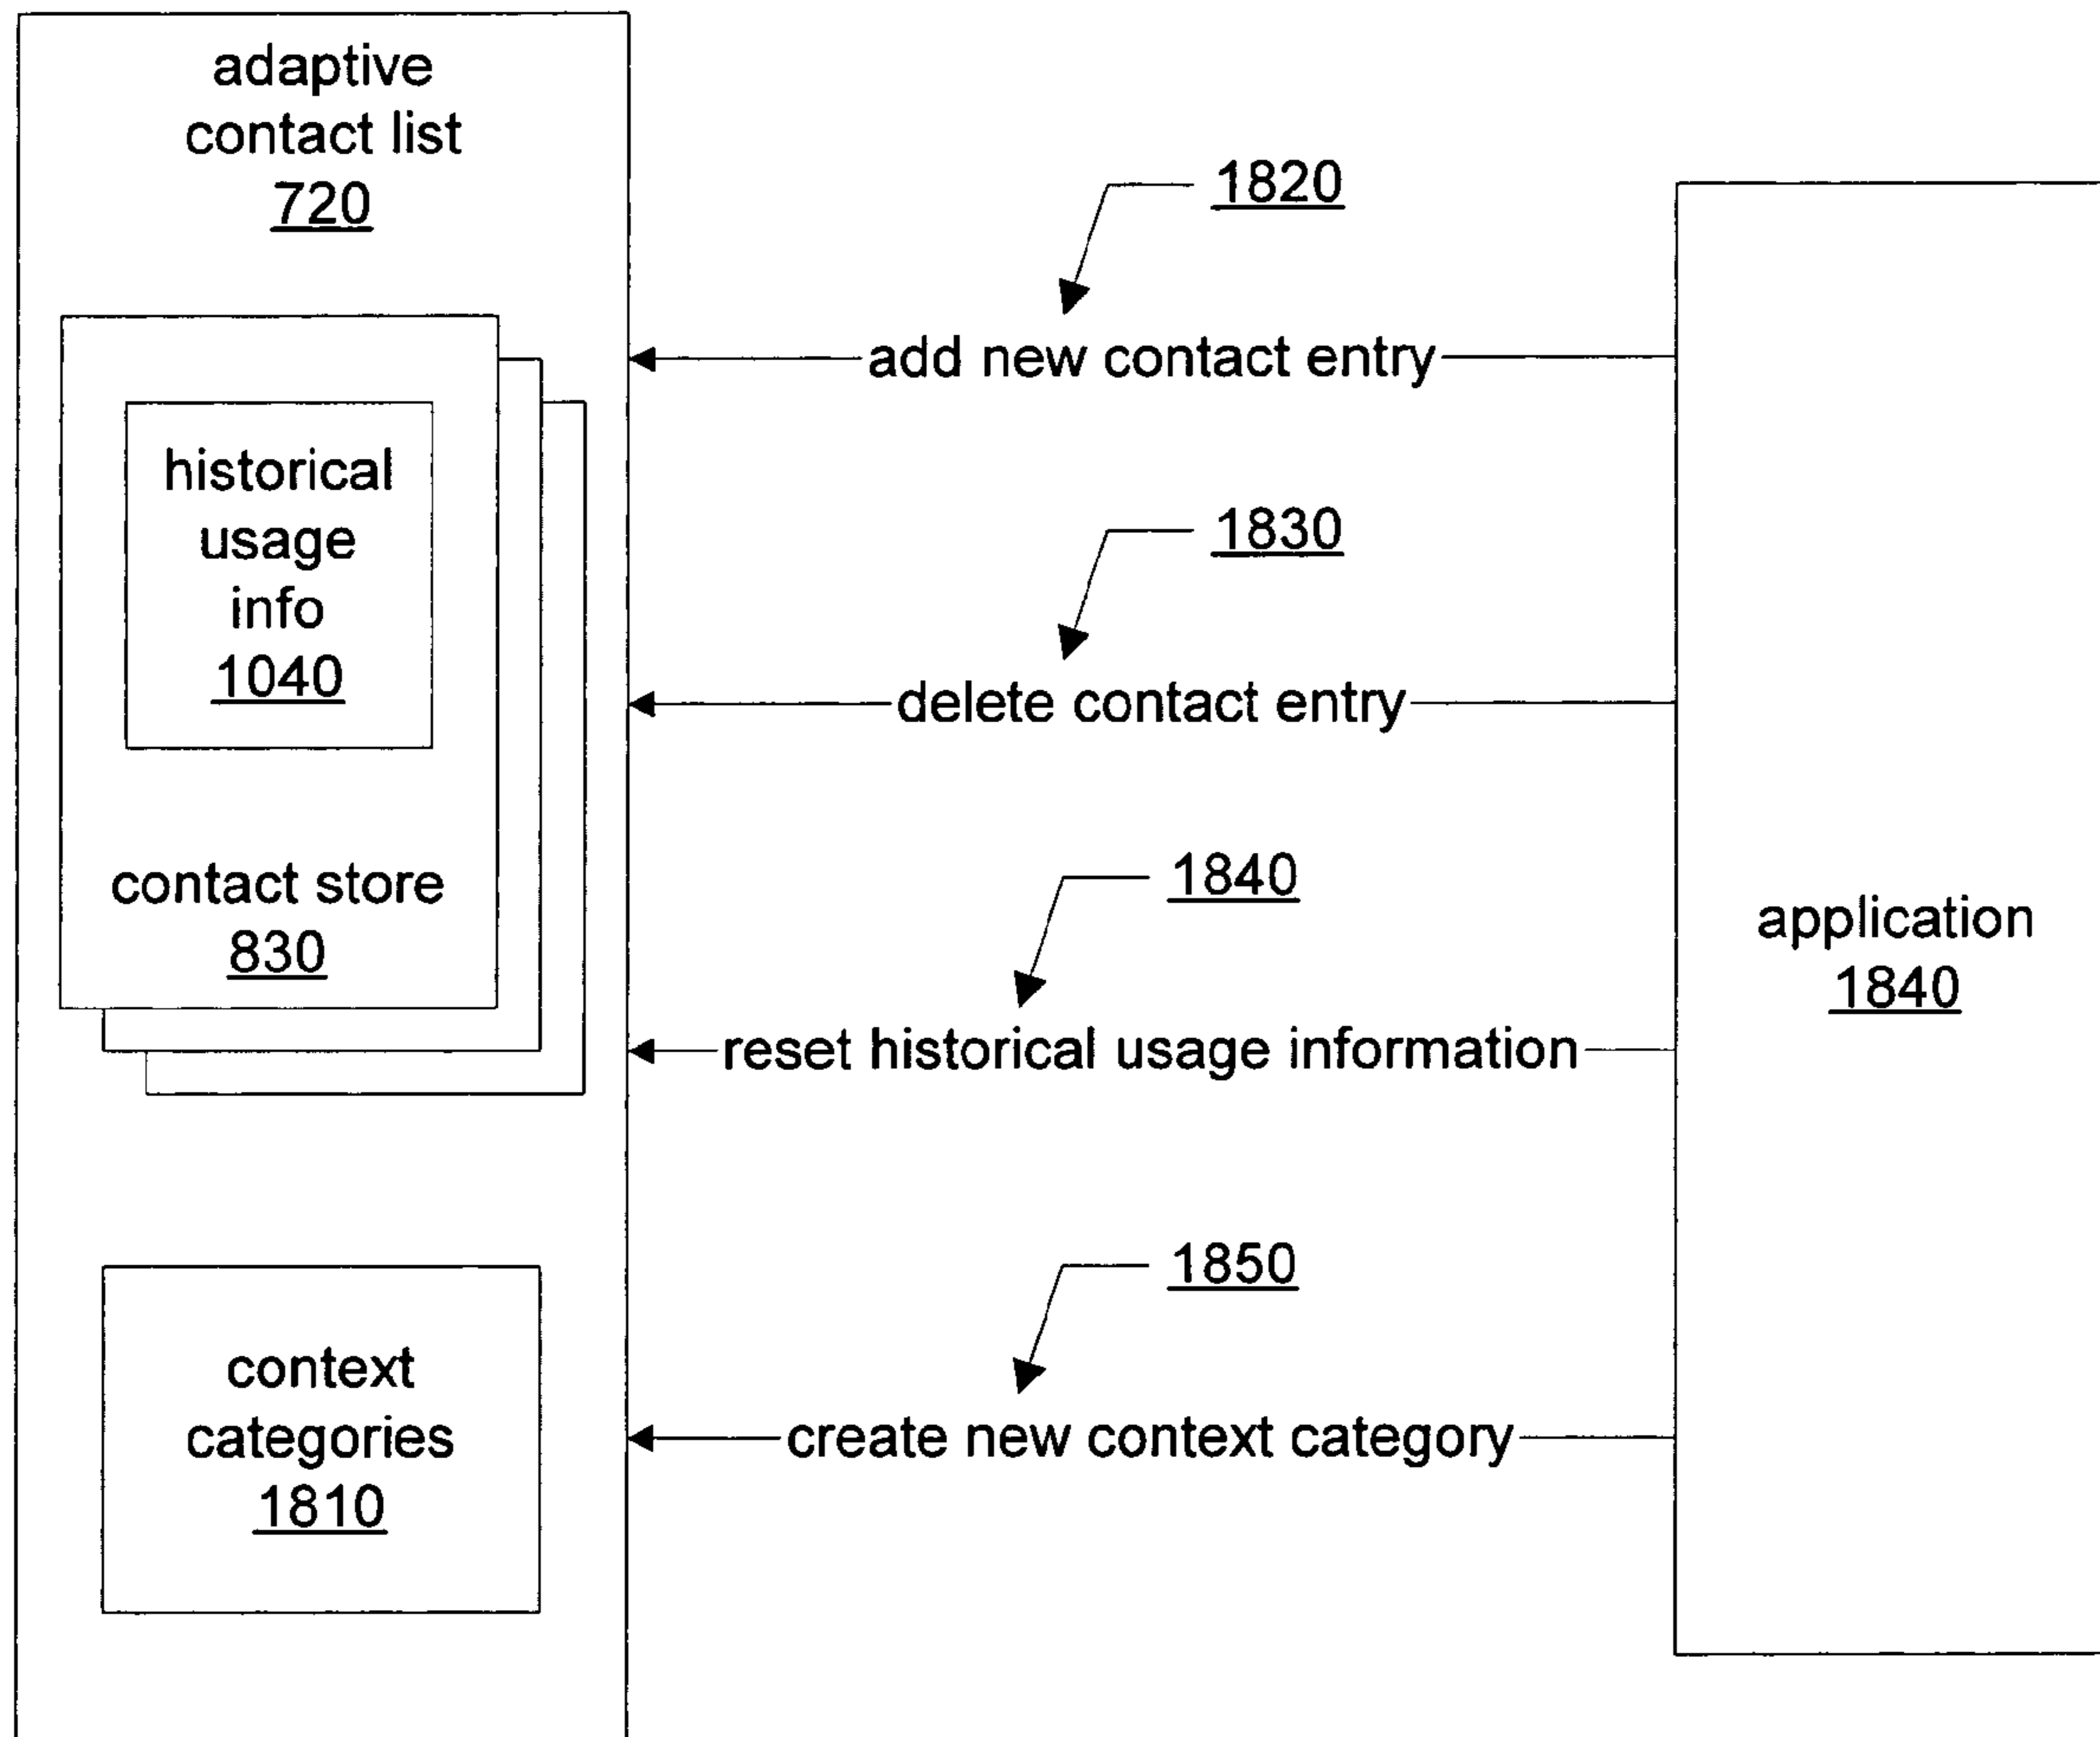 adaptive
contact list
720
historical
usage
info
1040
contact store
830
context
categories
1810
1820
add new contact entry
1830
delete contact entry
1840
reset historical usage information
1850
create new context category
application
1840